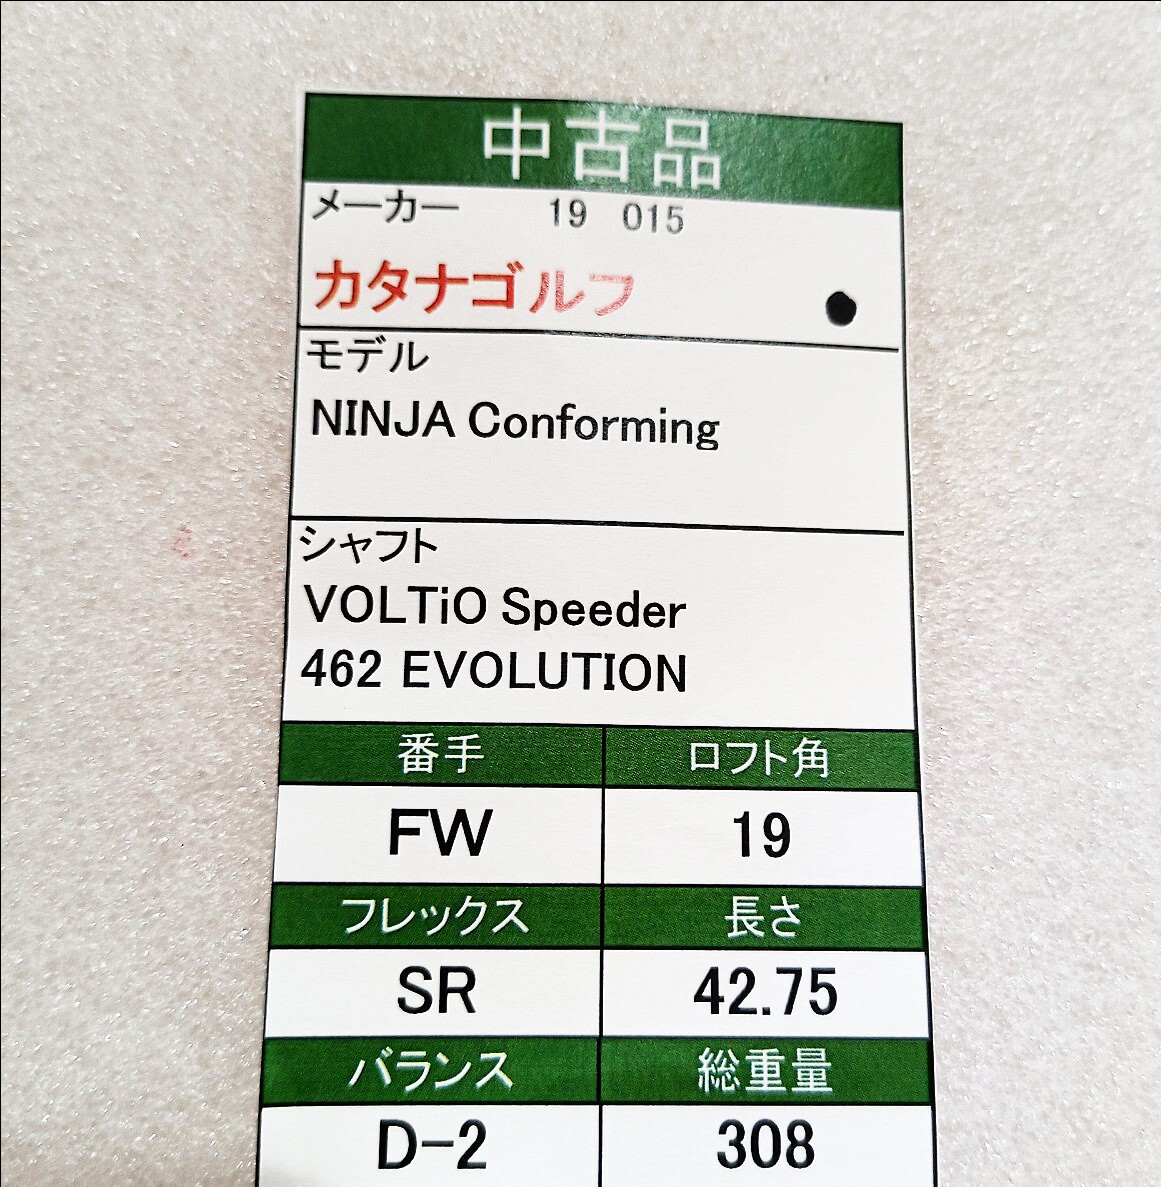 中古品
メーカー 19 015
カタナゴルフ
モデル
NINJA Conforming
シャフト
VOLTiO Speeder
462 EVOLUTION
番手 ロフト角
FW 19
フレックス 長さ
SR 42.75
バランス 総重量
D-2 308